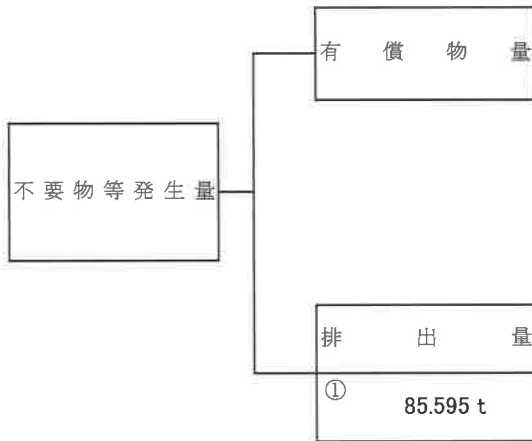 有償物量
不要物等発生量
排出量
①
85.595 t